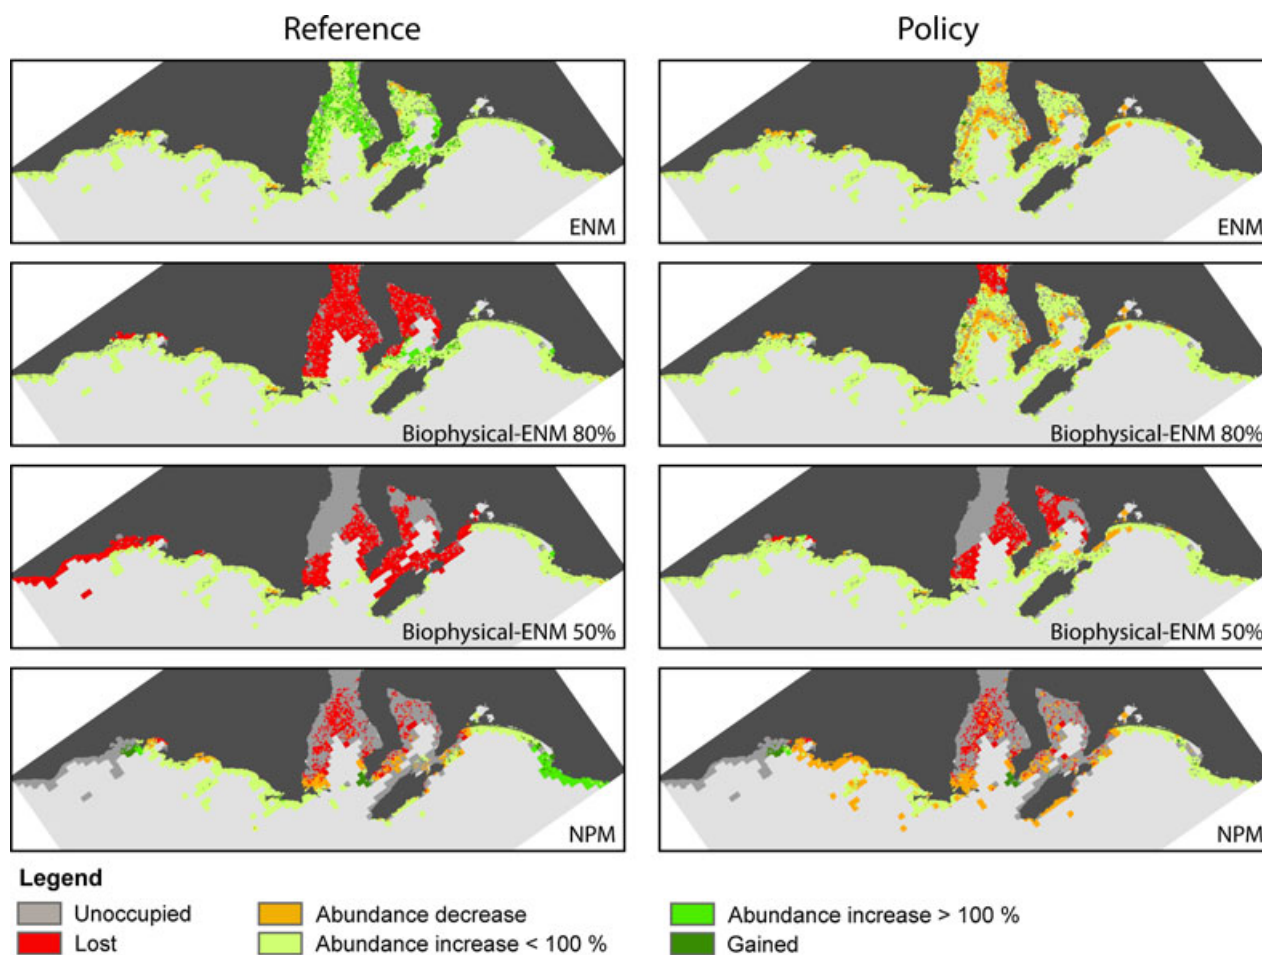 Reference
Policy
ENM
ENM
Biophysical-ENM 80%
Biophysical-ENM 80%
Biophysical-ENM 50%
Biophysical-ENM 50%
NPM
NPM
Legend
Unoccupied
Abundance decrease
Abundance increase > 100 %
Lost
Abundance increase < 100 %
Gained